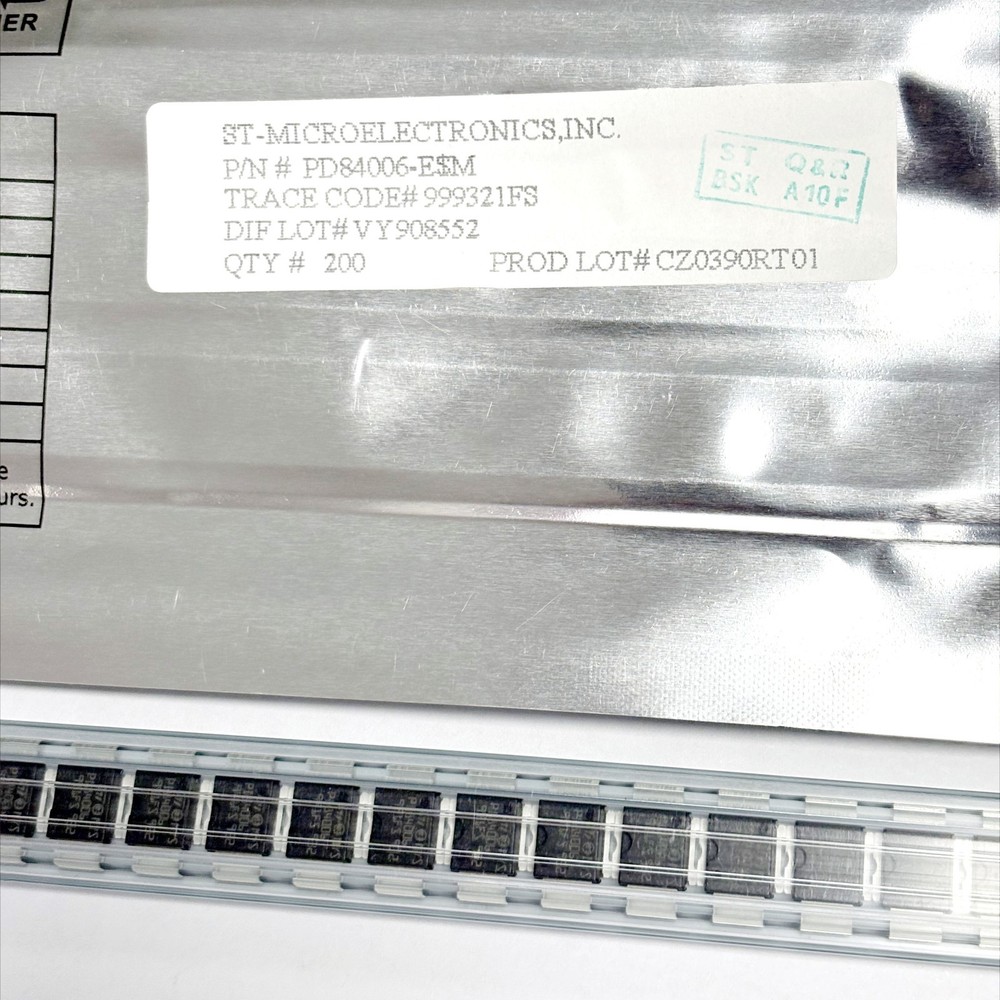 ER
ST-MICROELECTRONICS,INC.
P/N # PD84006-E$M
TRACE CODE# 999321FS
DIF LOT# VY908552
QTY # 200 PROD LOT# CZ0390RT01
ST Q&R
BSK A10F
e
urs.